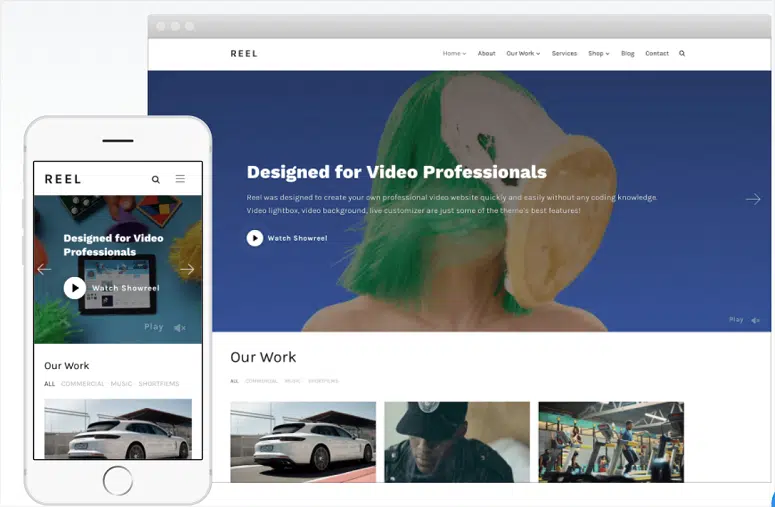 REEL
Home About Our Work Services Shop Blog Contact
Designed for Video Professionals
Reel was designed to create your own professional video website quickly and easily without any coding knowledge.
Video lightbox, video background, live customizer are just some of the theme's best features!
Watch Showreel
Play
Our Work
ALL COMMERCIAL MUSIC SHORTFILMS
REEL
Designed for Video
Professionals
Watch Showreel
Play
Our Work
ALL COMMERCIAL MUSIC SHORTFILMS